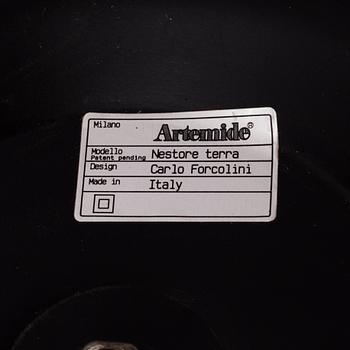 Milano Artemide®
Modello Nestore terra
Patent pending
Design Carlo Forcolini
Made in Italy